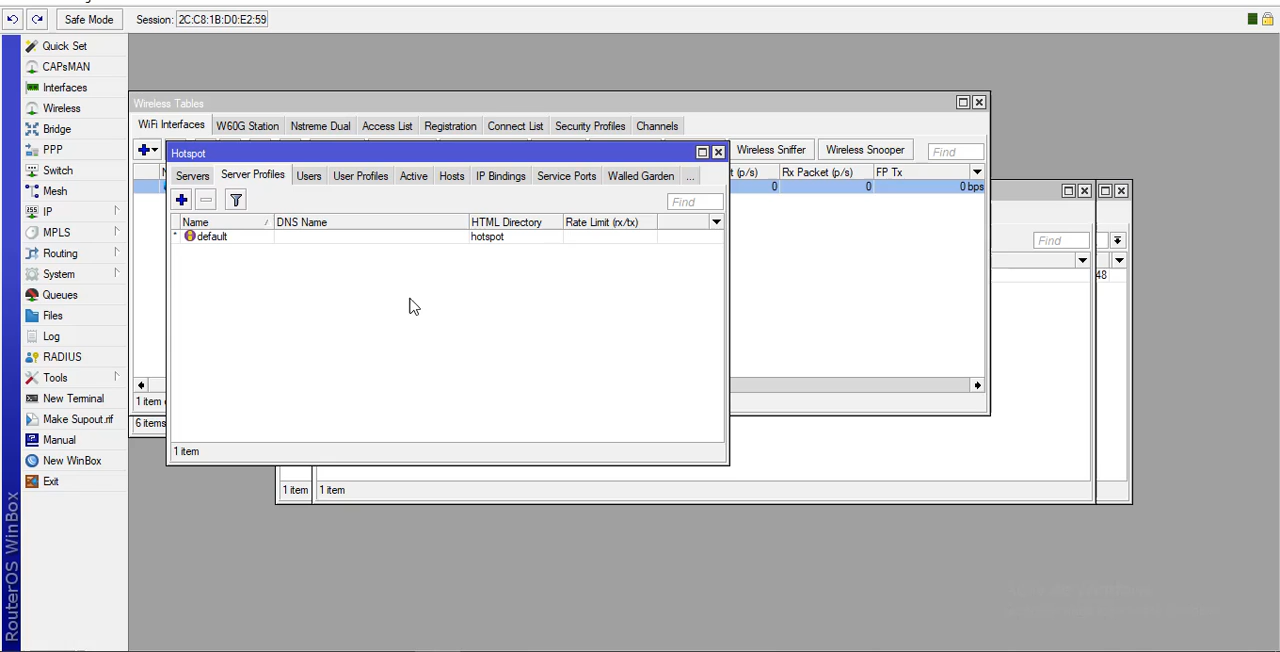 Safe Mode Session: 2C:C8:1B:D0:E2:59
Quick Set
CAPsMAN
Interfaces
Wireless
Bridge
PPP
Switch
Mesh
IP
MPLS
Routing
System
Queues
Files
Log
RADIUS
Tools
New Terminal
Make Supout.rif
Manual
New WinBox
Exit
RouterOS WinBox
Wireless Tables
WiFi Interfaces W60G Station Nstreme Dual Access List Registration Connect List Security Profiles Channels
Wireless Sniffer Wireless Snooper Find
(p/s) Rx Packet (p/s) FP Tx
0 0 0 bps
Hotspot
Servers Server Profiles Users User Profiles Active Hosts IP Bindings Service Ports Walled Garden ...
Find
Name / DNS Name HTML Directory Rate Limit (rx/tx)
* default hotspot
1 item
1 item
6 items
Find
48
1 item 1 item